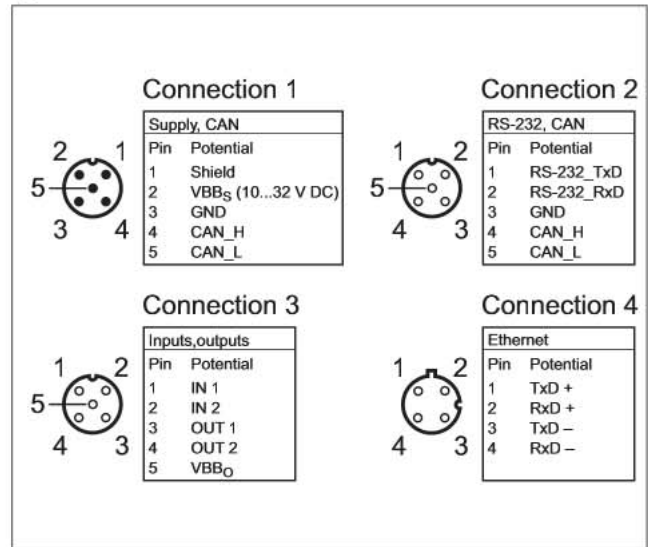 Connection 1
Supply, CAN
Pin Potential
1 Shield
2 VBBS (10...32 V DC)
3 GND
4 CAN_H
5 CAN_L
2 1
5
3 4
Connection 2
RS-232, CAN
Pin Potential
1 RS-232_TxD
2 RS-232_RxD
3 GND
4 CAN_H
5 CAN_L
1 2
5
4 3
Connection 3
Inputs,outputs
Pin Potential
1 IN 1
2 IN 2
3 OUT 1
4 OUT 2
5 VBBO
1 2
5
4 3
Connection 4
Ethernet
Pin Potential
1 TxD +
2 RxD +
3 TxD –
4 RxD –
1 2
4 3